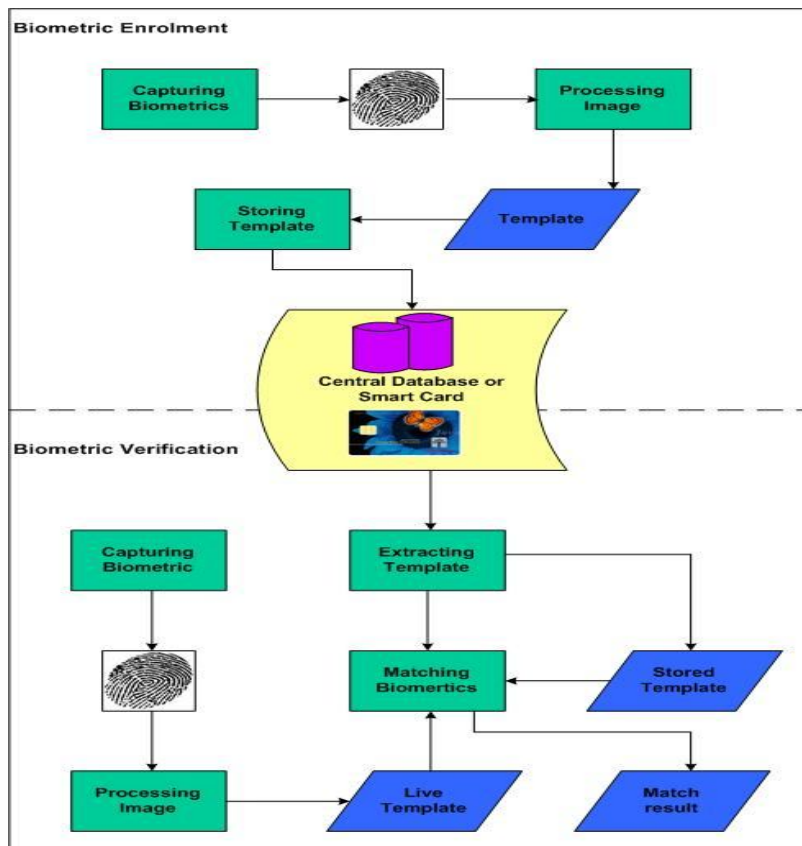 Biometric Enrolment
Capturing
Biometrics
Processing
Image
Storing
Template
Template
Central Database or
Smart Card
Biometric Verification
Capturing
Biometric
Extracting
Template
Matching
Biomertics
Stored
Template
Processing
Image
Live
Template
Match
result